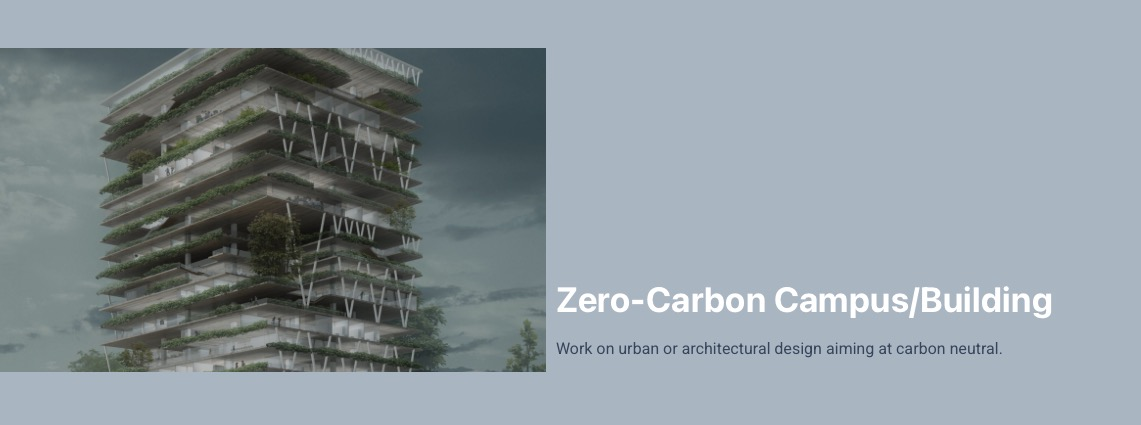 Zero-Carbon Campus/Building
Work on urban or architectural design aiming at carbon neutral.